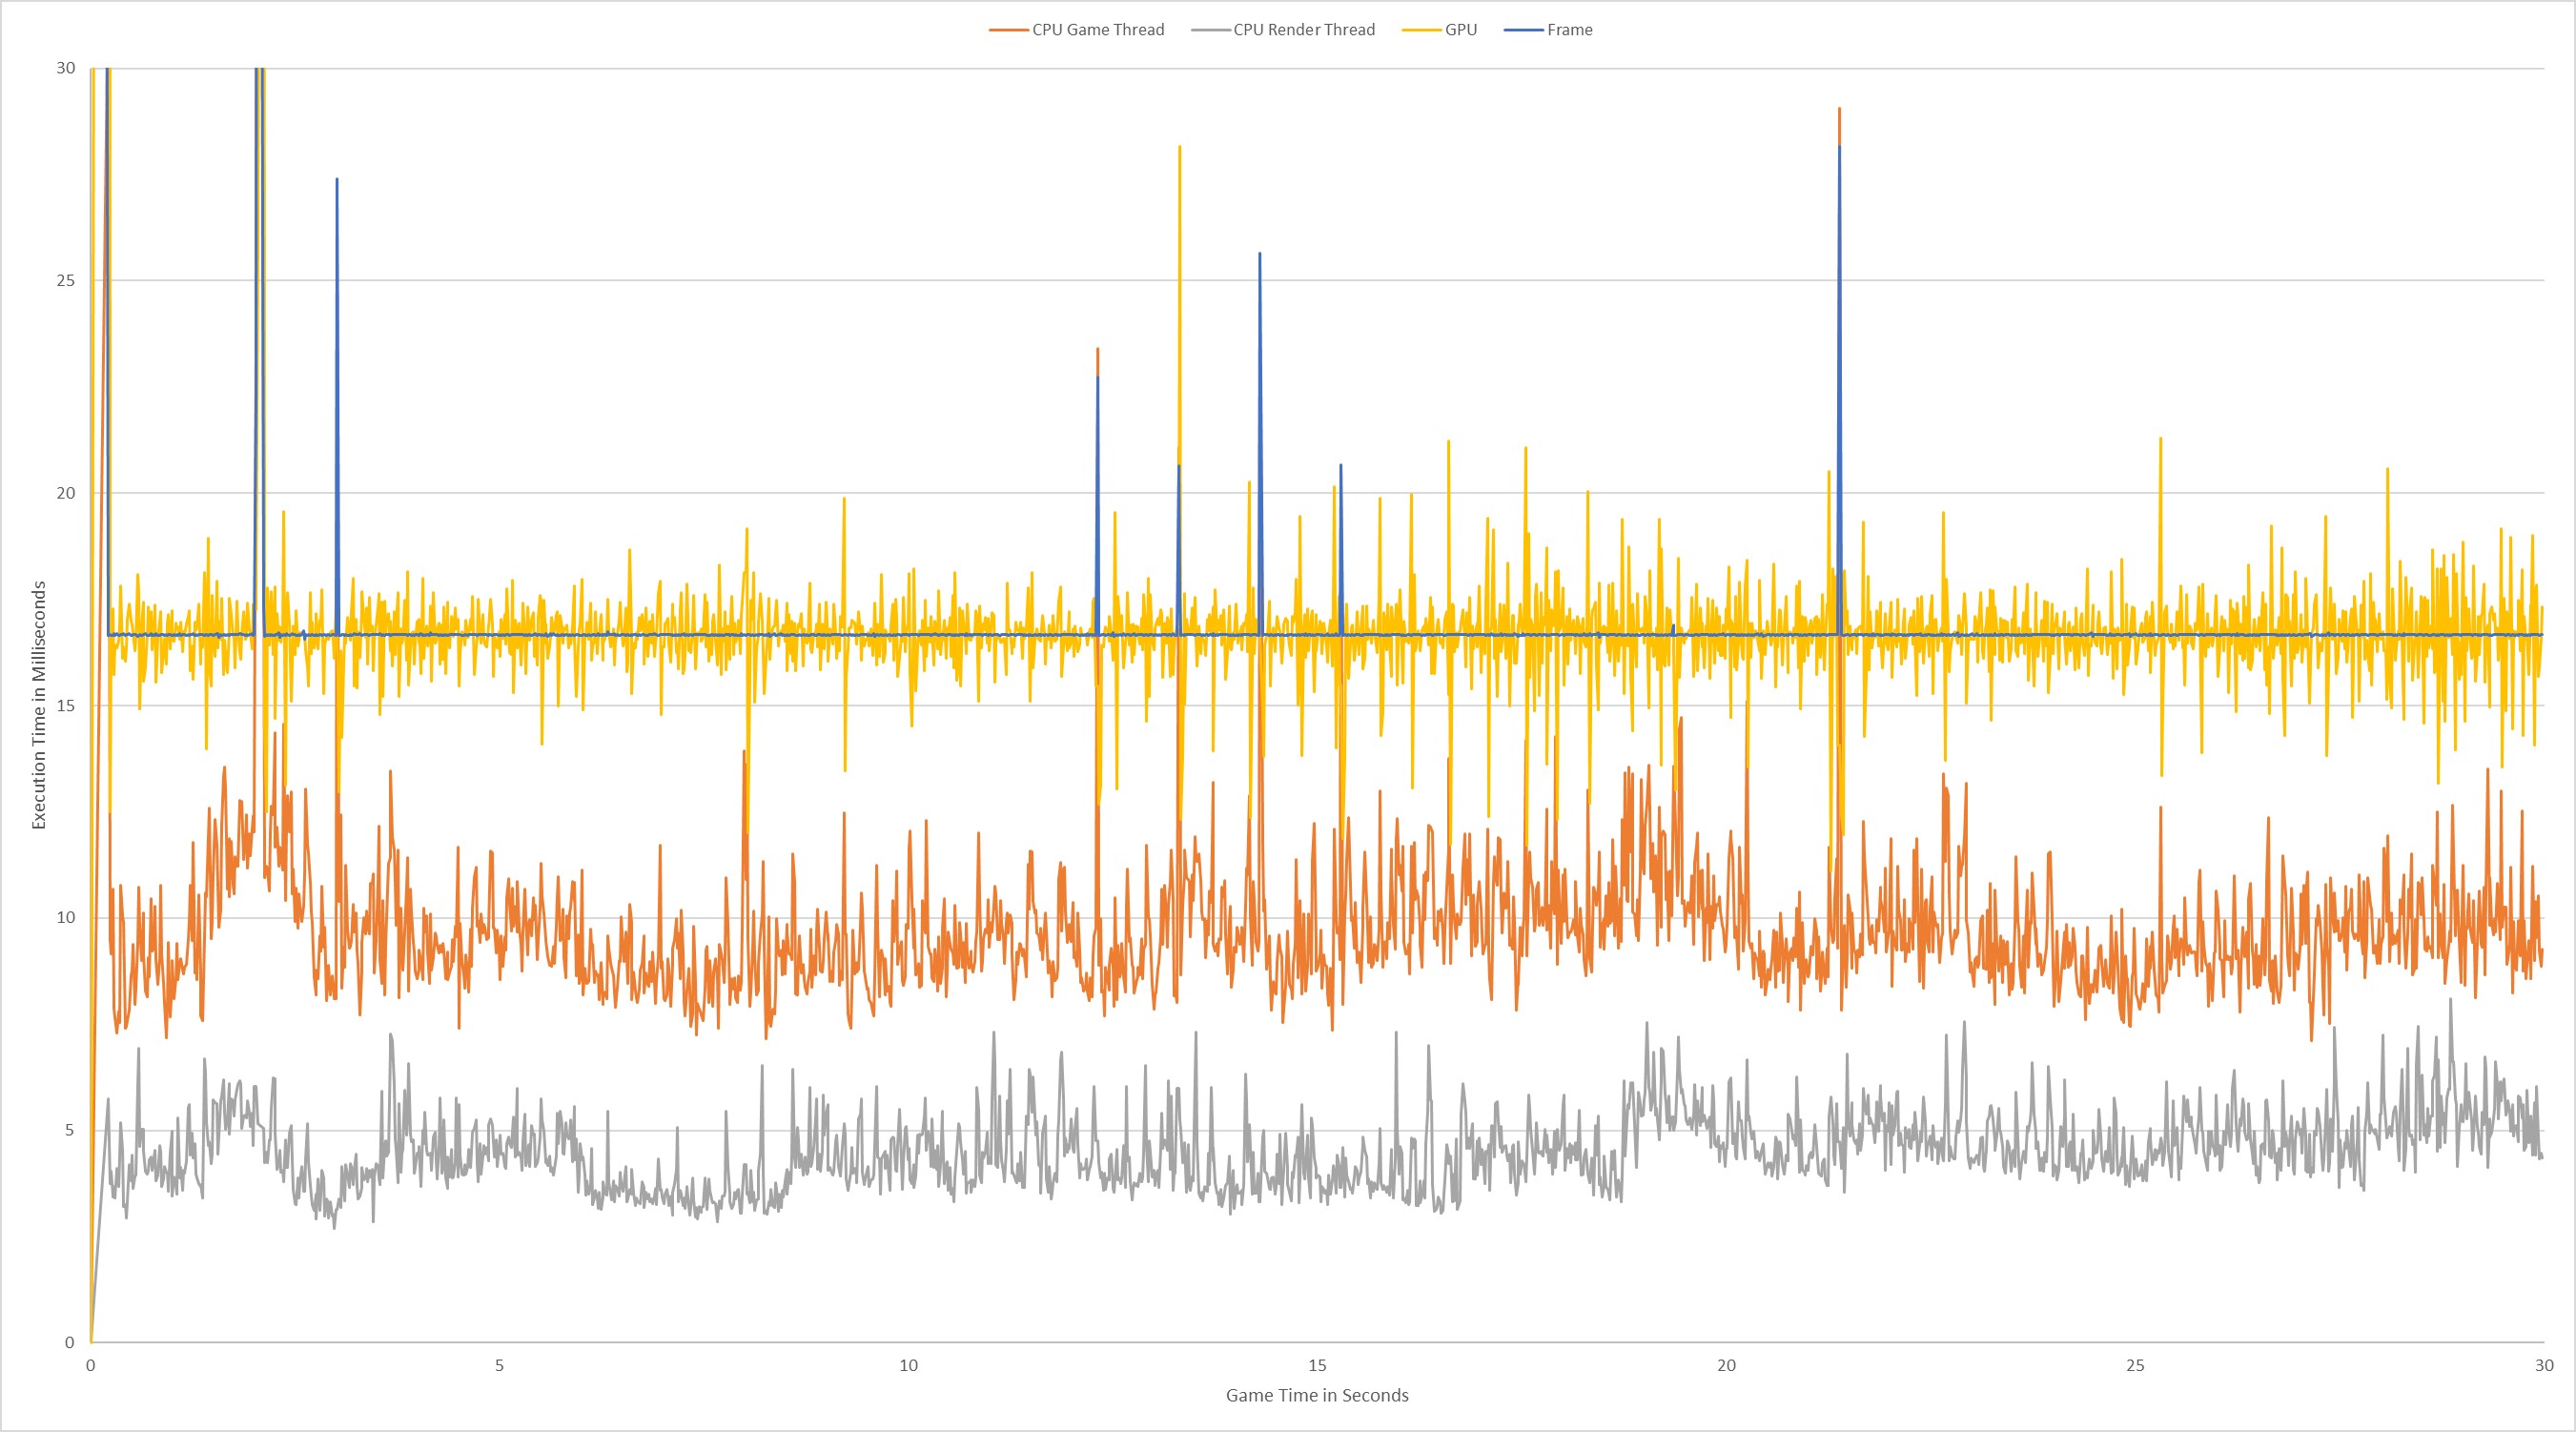 CPU Game Thread CPU Render Thread GPU Frame
30
25
20
15
10
5
0
Execution Time in Milliseconds
0 5 10 15 20 25 30
Game Time in Seconds